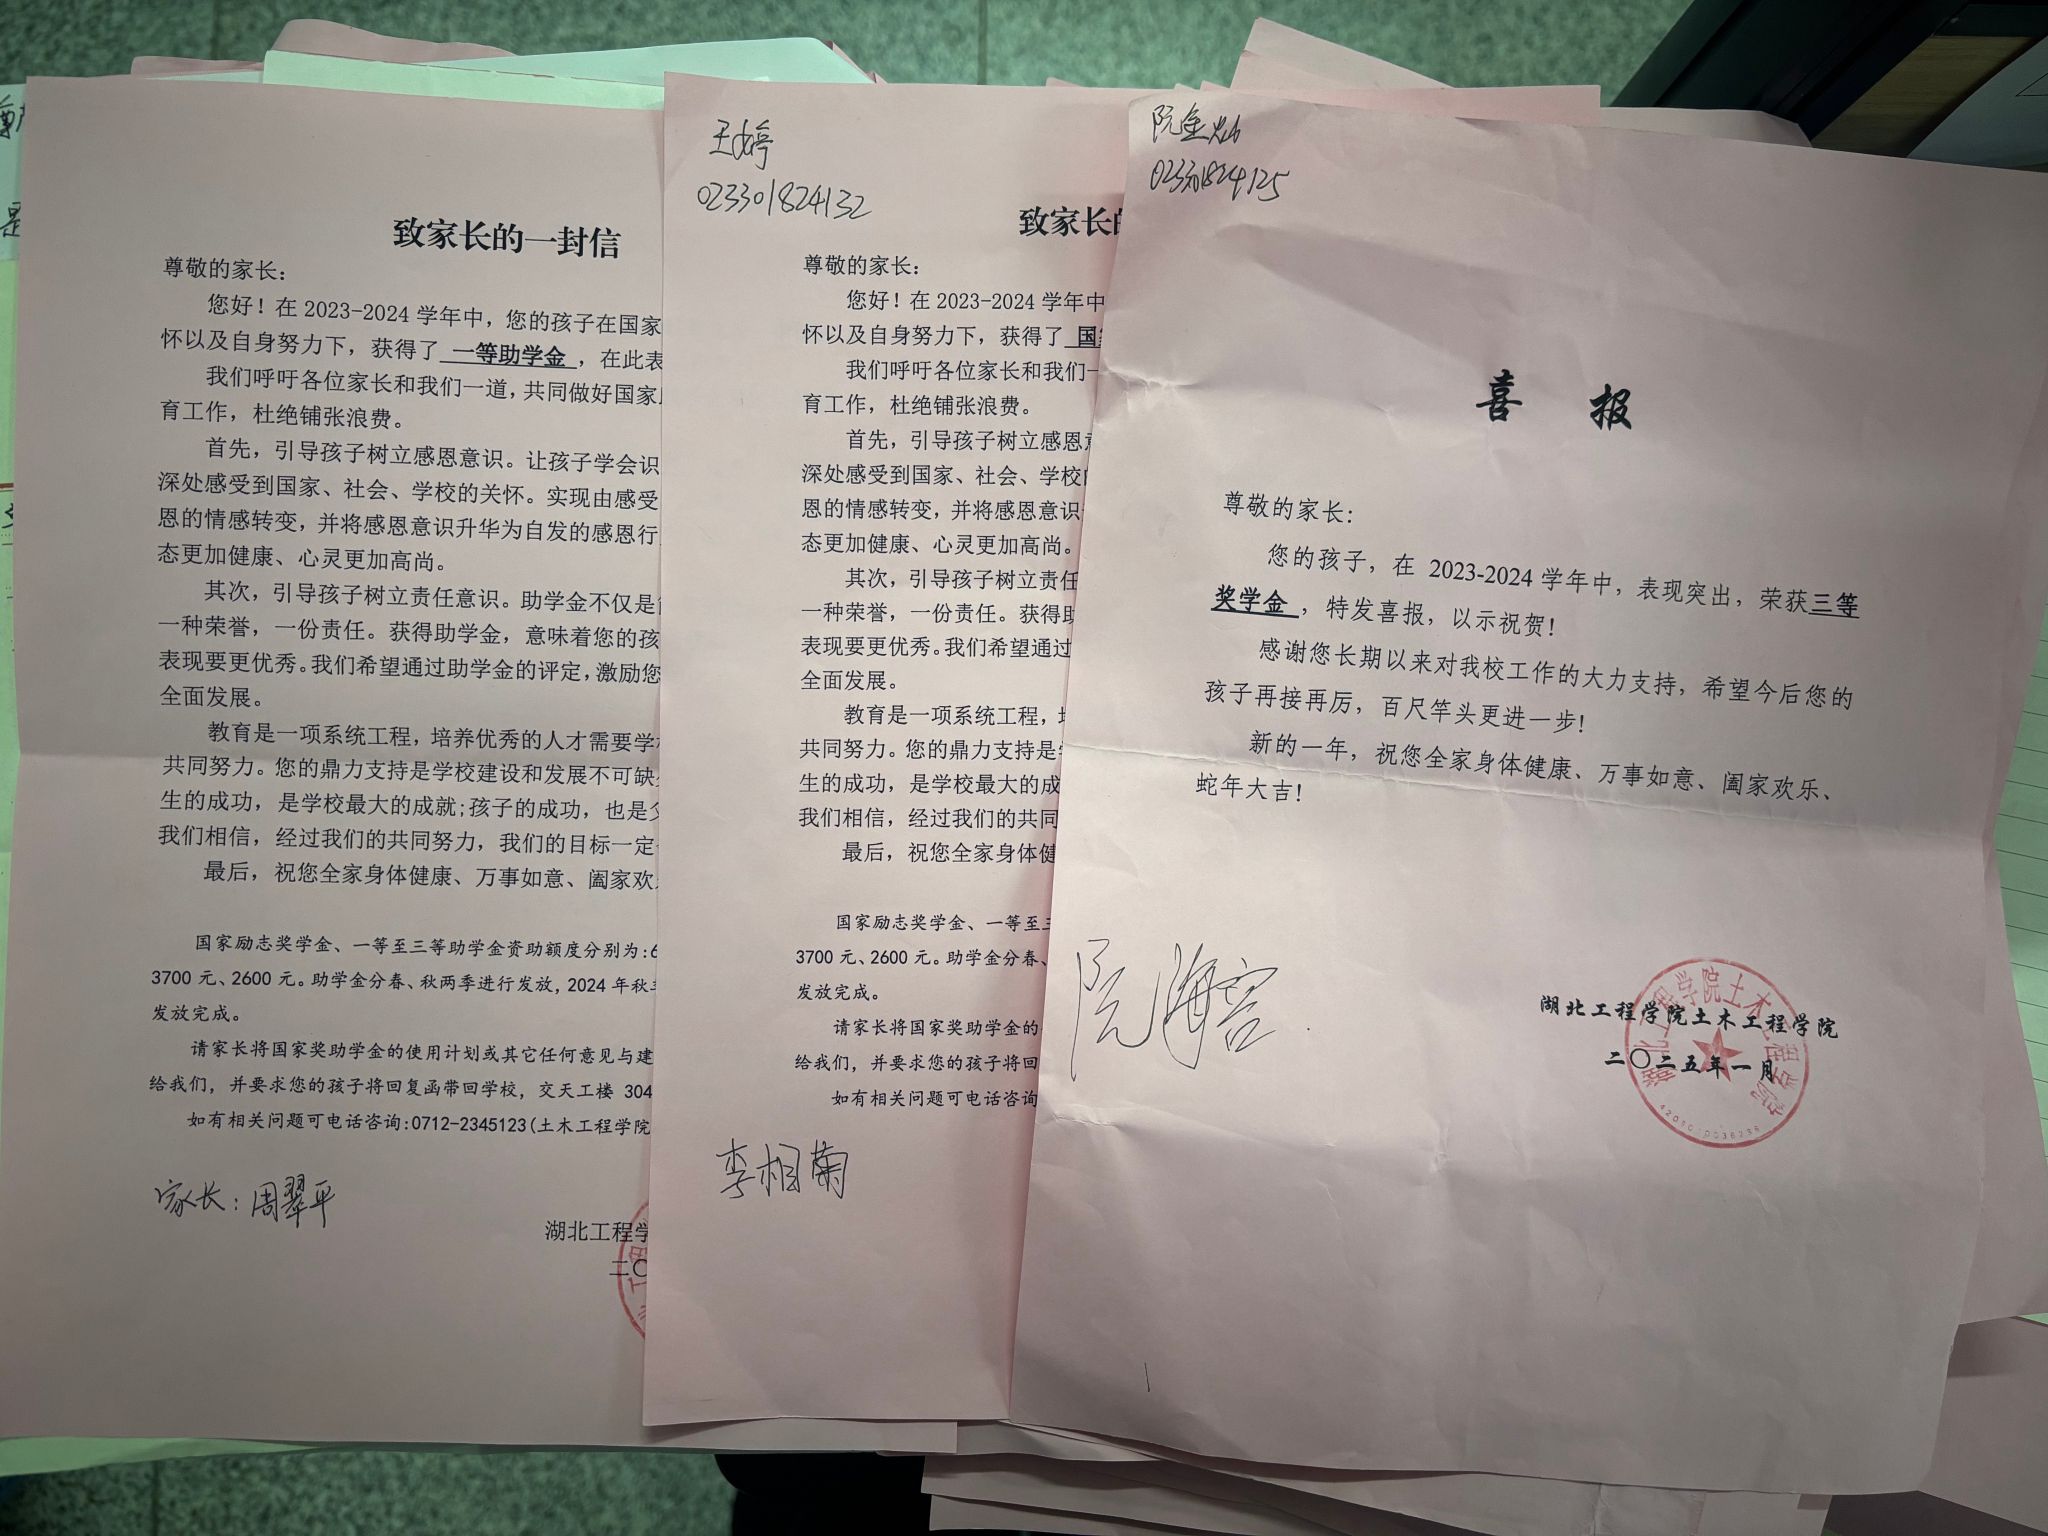 致家长的一封信
尊敬的家长：
您好！在 2023-2024 学年中，您的孩子在国家
怀以及自身努力下，获得了 一等助学金 ，在此表
我们呼吁各位家长和我们一道，共同做好国家
育工作，杜绝铺张浪费。
首先，引导孩子树立感恩意识。让孩子学会识
深处感受到国家、社会、学校的关怀。实现由感受
恩的情感转变，并将感恩意识升华为自发的感恩行
态更加健康、心灵更加高尚。
其次，引导孩子树立责任意识。助学金不仅是
一种荣誉，一份责任。获得助学金，意味着您的孩
表现要更优秀。我们希望通过助学金的评定，激励您
全面发展。
教育是一项系统工程，培养优秀的人才需要学
共同努力。您的鼎力支持是学校建设和发展不可缺
生的成功，是学校最大的成就；孩子的成功，也是
我们相信，经过我们的共同努力，我们的目标一定
最后，祝您全家身体健康、万事如意、阖家欢
国家励志奖学金、一等至三等助学金资助额度分别为：6
3700 元、2600 元。助学金分春、秋两季进行发放，2024 年秋
发放完成。
请家长将国家奖助学金的使用计划或其它任何意见与建
给我们，并要求您的孩子将回复函带回学校，交天工楼 304
如有相关问题可电话咨询：0712-2345123（土木工程学院
家长：周翠平
湖北工程学
二〇
王婷
023301824132
致家长的
尊敬的家长：
您好！在 2023-2024 学年中
怀以及自身努力下，获得了 国
我们呼吁各位家长和我们一
育工作，杜绝铺张浪费。
首先，引导孩子树立感恩意
深处感受到国家、社会、学校的
恩的情感转变，并将感恩意识
态更加健康、心灵更加高尚。
其次，引导孩子树立责任
一种荣誉，一份责任。获得助
表现要更优秀。我们希望通过
全面发展。
教育是一项系统工程，培
共同努力。您的鼎力支持是
生的成功，是学校最大的成
我们相信，经过我们的共同
最后，祝您全家身体健
国家励志奖学金、一等至三
3700 元、2600 元。助学金分春、
发放完成。
请家长将国家奖助学金的
给我们，并要求您的孩子将回
如有相关问题可电话咨询
李相菊
阮金灿
023301824125
喜 报
尊敬的家长：
您的孩子，在 2023-2024 学年中，表现突出，荣获三等
奖学金 ，特发喜报，以示祝贺！
感谢您长期以来对我校工作的大力支持，希望今后您的
孩子再接再厉，百尺竿头更进一步！
新的一年，祝您全家身体健康、万事如意、阖家欢乐、
蛇年大吉！
阮海容
湖北工程学院土木工程学院
二〇二五年一月
湖北工程学院土木工程学院